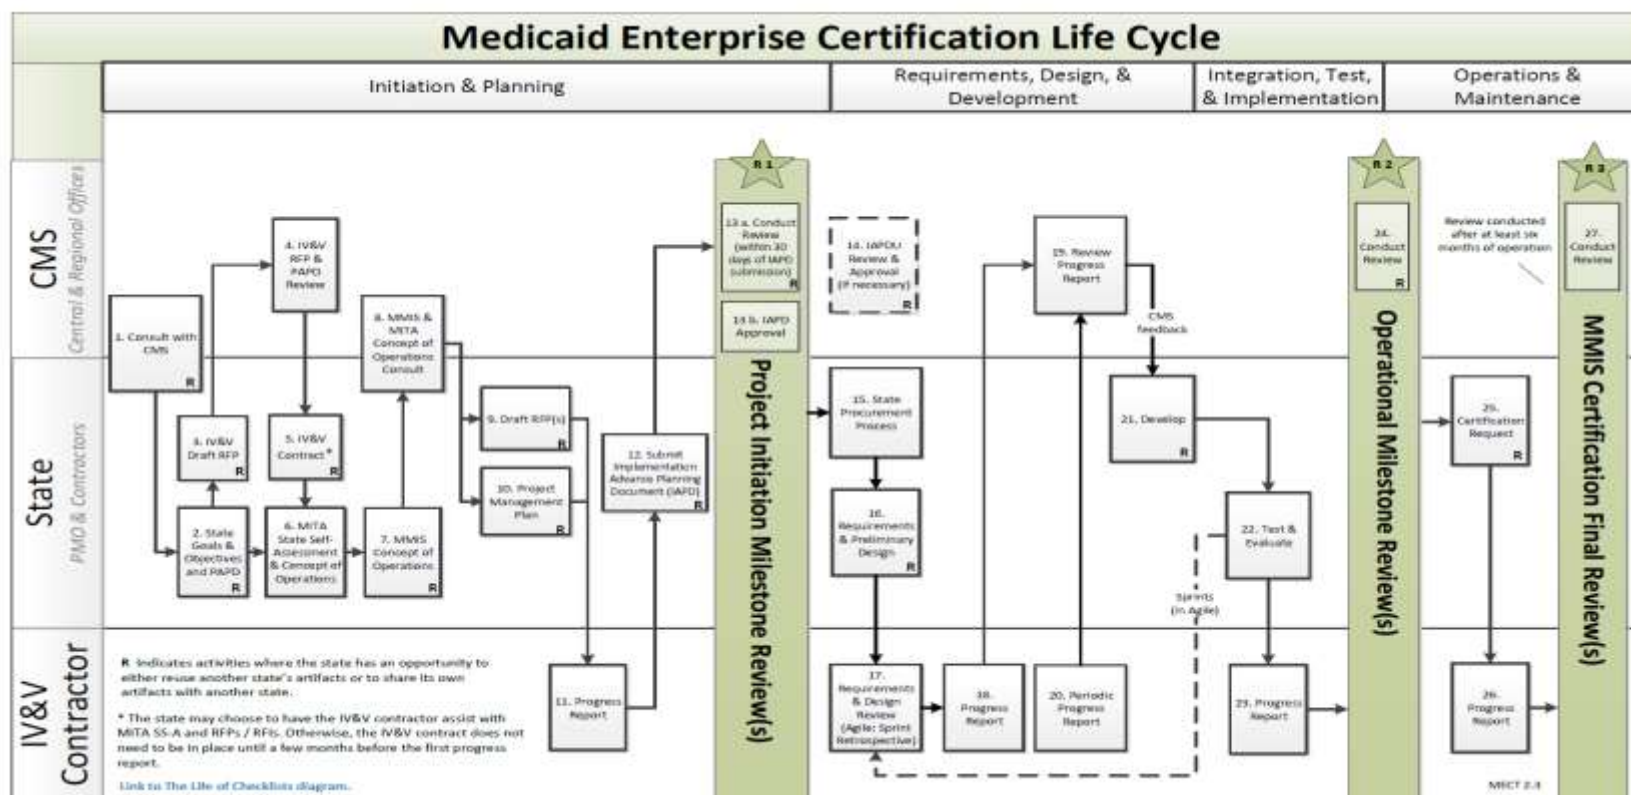 Medicaid Enterprise Certification Life Cycle
Initiation & Planning
Requirements, Design, &
Development
Integration, Test,
& Implementation
Operations &
Maintenance
CMS
Central & Regional Offices
State
PMO & Contractors
IV&V
Contractor
1. Consult with
CMS
R
2. State
Goals &
Objectives
and PAPD
R
3. IV&V
Draft RFP
R
4. IV&V
RFP &
PAPD
Review
5. IV&V
Contract*
R
6. MITA
State Self-
Assessment
& Concept of
Operations
7. MMIS
Concept of
Operations
R
8. MMIS &
MITA
Concept of
Operations
Consult
9. Draft RFP(s)
R
10. Project
Management
Plan
R
11. Progress
Report
12. Submit
Implementation
Advance Planning
Document (IAPD)
R
R 1
13 a. Conduct
Review
(within 30
days of IAPD
submission)
R
13 b. IAPD
Approval
Project Initiation Milestone Review(s)
14. IAPDU
Review &
Approval
(if necessary)
R
15. State
Procurement
Process
16.
Requirements
& Preliminary
Design
R
17.
Requirements
& Design
Review
(Agile: Sprint
Retrospective)
18.
Progress
Report
19. Review
Progress
Report
20. Periodic
Progress
Report
CMS
feedback
21. Develop
R
22. Test &
Evaluate
Sprints
(in Agile)
23. Progress
Report
R 2
24.
Conduct
Review
R
Operational Milestone Review(s)
Review conducted
after at least six
months of operation
25.
Certification
Request
R
26.
Progress
Report
R 3
27.
Conduct
Review
MMIS Certification Final Review(s)
R Indicates activities where the state has an opportunity to
either reuse another state's artifacts or to share its own
artifacts with another state.
* The state may choose to have the IV&V contractor assist with
MITA SS-A and RFPs / RFIs. Otherwise, the IV&V contract does not
need to be in place until a few months before the first progress
report.
Link to The Life of Checklists diagram.
MECT 2.3